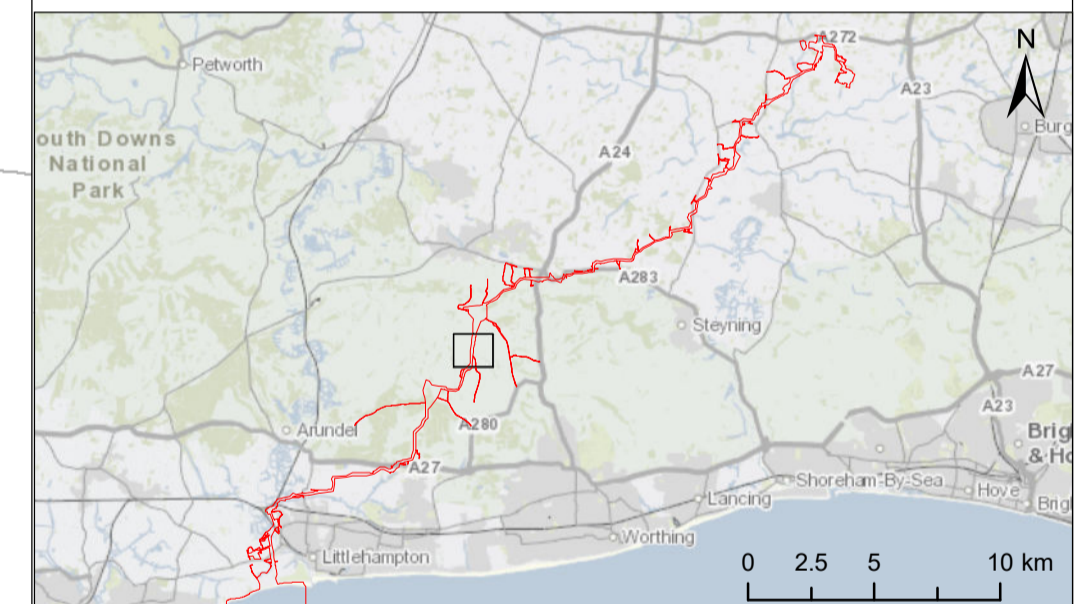 A272
N
Petworth
A23
Burg
outh Downs
National
Park
A24
A283
Steyning
A27
A23
Arundel
A280
Brig
& Ho
A27
Shoreham-By-Sea
Hove
Lancing
Brig
Worthing
Littlehampton
0 2.5 5 10 km